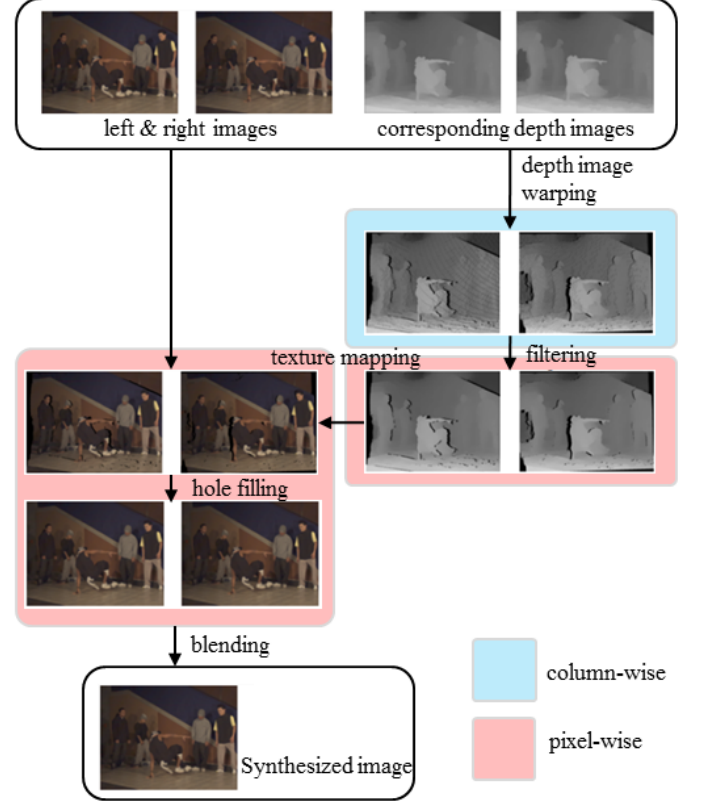 left & right images
corresponding depth images
depth image
warping
texture mapping
filtering
hole filling
blending
column-wise
pixel-wise
Synthesized image